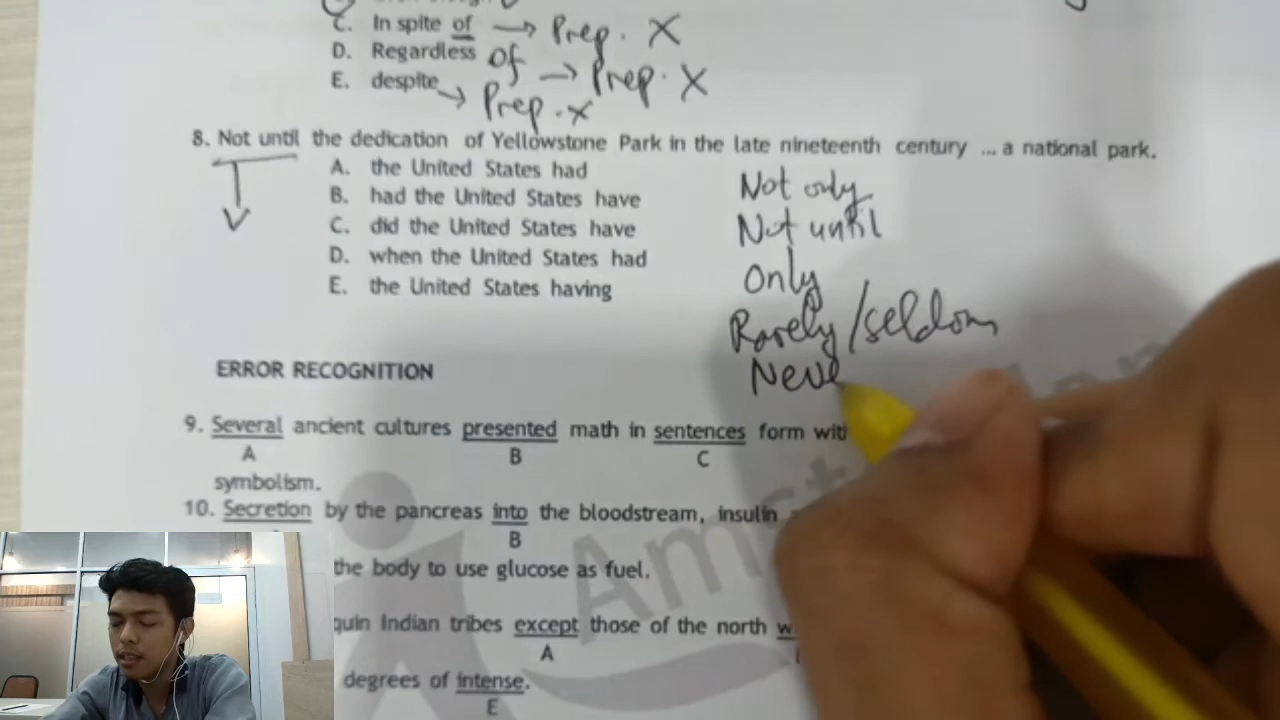 C. In spite of → Prep. X
D. Regardless of → Prep. X
E. despite → Prep. X
8. Not until the dedication of Yellowstone Park in the late nineteenth century ... a national park.
A. the United States had
B. had the United States have
C. did the United States have
D. when the United States had
E. the United States having
Not only
Not until
Only
Rarely/seldom
Neve
ERROR RECOGNITION
9. Several ancient cultures presented math in sentences form
A B C
symbolism.
10. Secretion by the pancreas into the bloodstream, insulin
B
the body to use glucose as fuel.
Indian tribes except those of the north
A
degrees of intense.
E